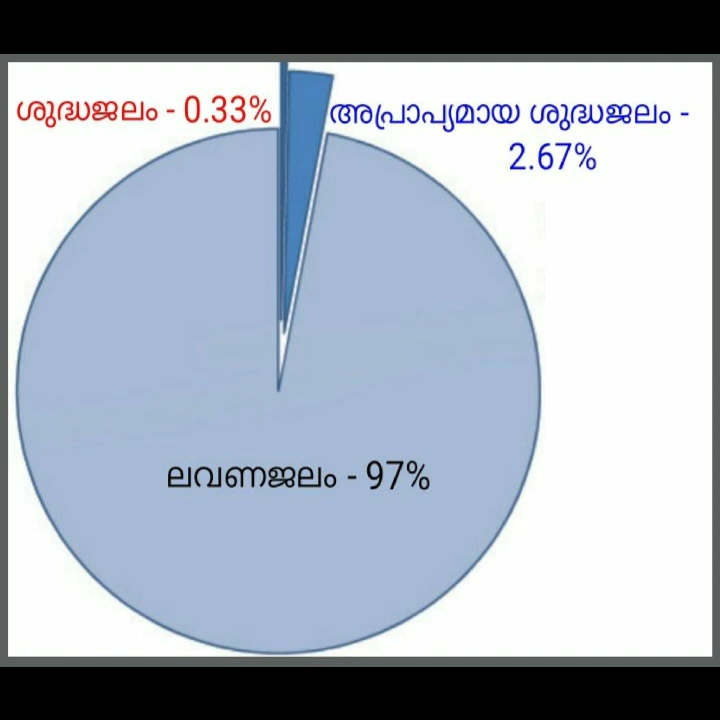 ശുദ്ധജലം - 0.33%
അപ്രാപ്യമായ ശുദ്ധജലം -
2.67%
ലവണജലം - 97%